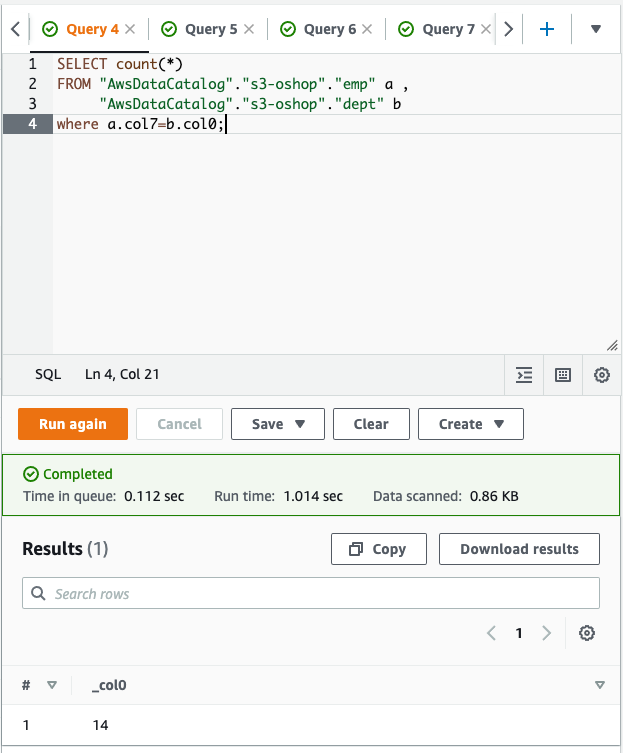 Query 4 Query 5 Query 6 Query 7
1 SELECT count(*)
2 FROM "AwsDataCatalog"."s3-oshop"."emp" a ,
3 "AwsDataCatalog"."s3-oshop"."dept" b
4 where a.col7=b.col0;
SQL Ln 4, Col 21
Run again Cancel Save Clear Create
Completed
Time in queue: 0.112 sec Run time: 1.014 sec Data scanned: 0.86 KB
Results (1) Copy Download results
Search rows
1
# _col0
1 14